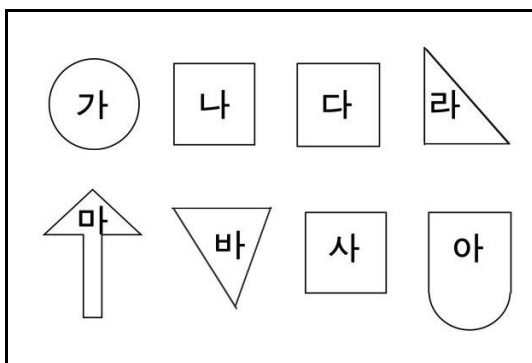 가 나 다 라
마 바 사 아